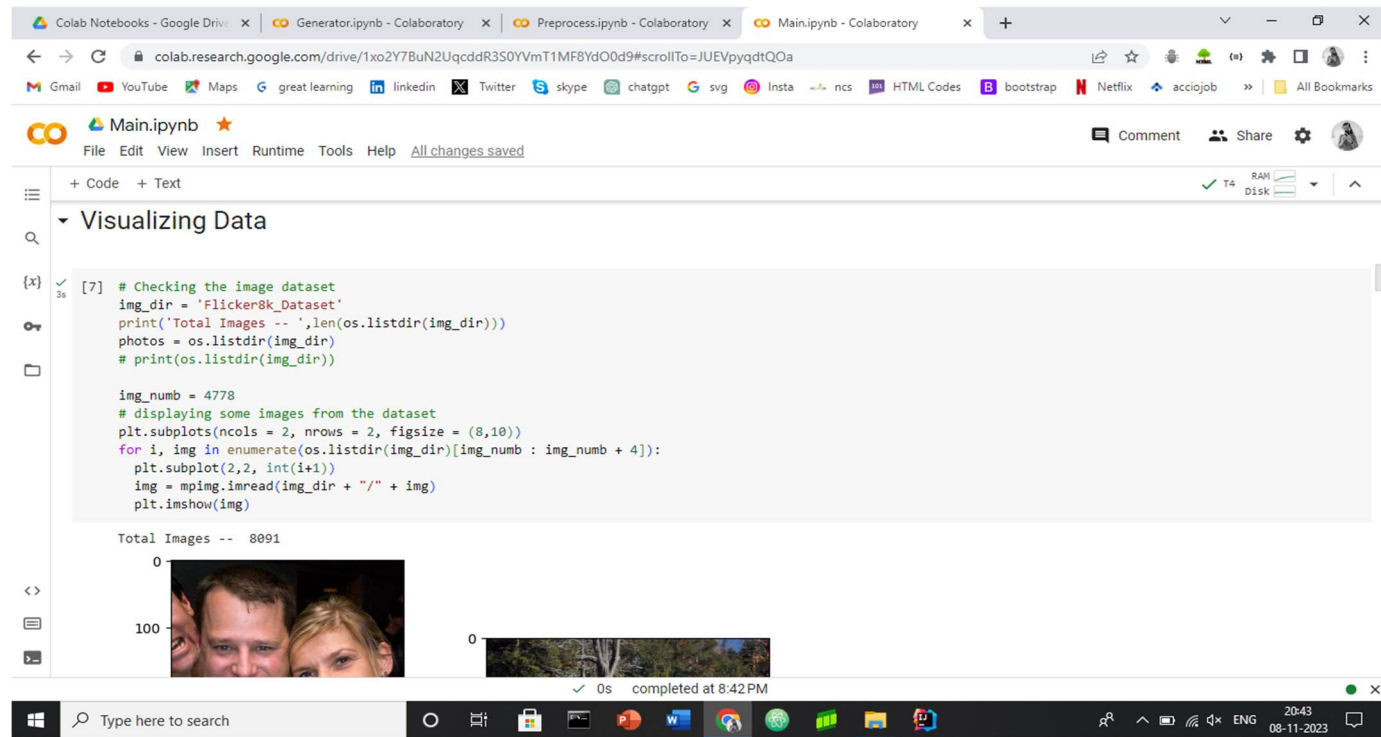 Colab Notebooks - Google Drive
Generator.ipynb - Colaboratory
Preprocess.ipynb - Colaboratory
Main.ipynb - Colaboratory
colab.research.google.com/drive/1xo2Y7BuN2UqcddR3S0YVmT1MF8YdO0d9#scrollTo=JUEVpyqdtQOa
Gmail YouTube Maps great learning linkedin Twitter skype chatgpt svg Insta ncs HTML Codes bootstrap Netflix acciojob » All Bookmarks
Main.ipynb
Comment Share
File Edit View Insert Runtime Tools Help All changes saved
+ Code + Text
T4 RAM
Disk
Visualizing Data
{x}
3s
[7] # Checking the image dataset
img_dir = 'Flicker8k_Dataset'
print('Total Images -- ',len(os.listdir(img_dir)))
photos = os.listdir(img_dir)
# print(os.listdir(img_dir))
img_numb = 4778
# displaying some images from the dataset
plt.subplots(ncols = 2, nrows = 2, figsize = (8,10))
for i, img in enumerate(os.listdir(img_dir)[img_numb : img_numb + 4]):
plt.subplot(2,2, int(i+1))
img = mpimg.imread(img_dir + "/" + img)
plt.imshow(img)
Total Images -- 8091
0
100
0
0s completed at 8:42 PM
Type here to search
ENG
20:43
08-11-2023